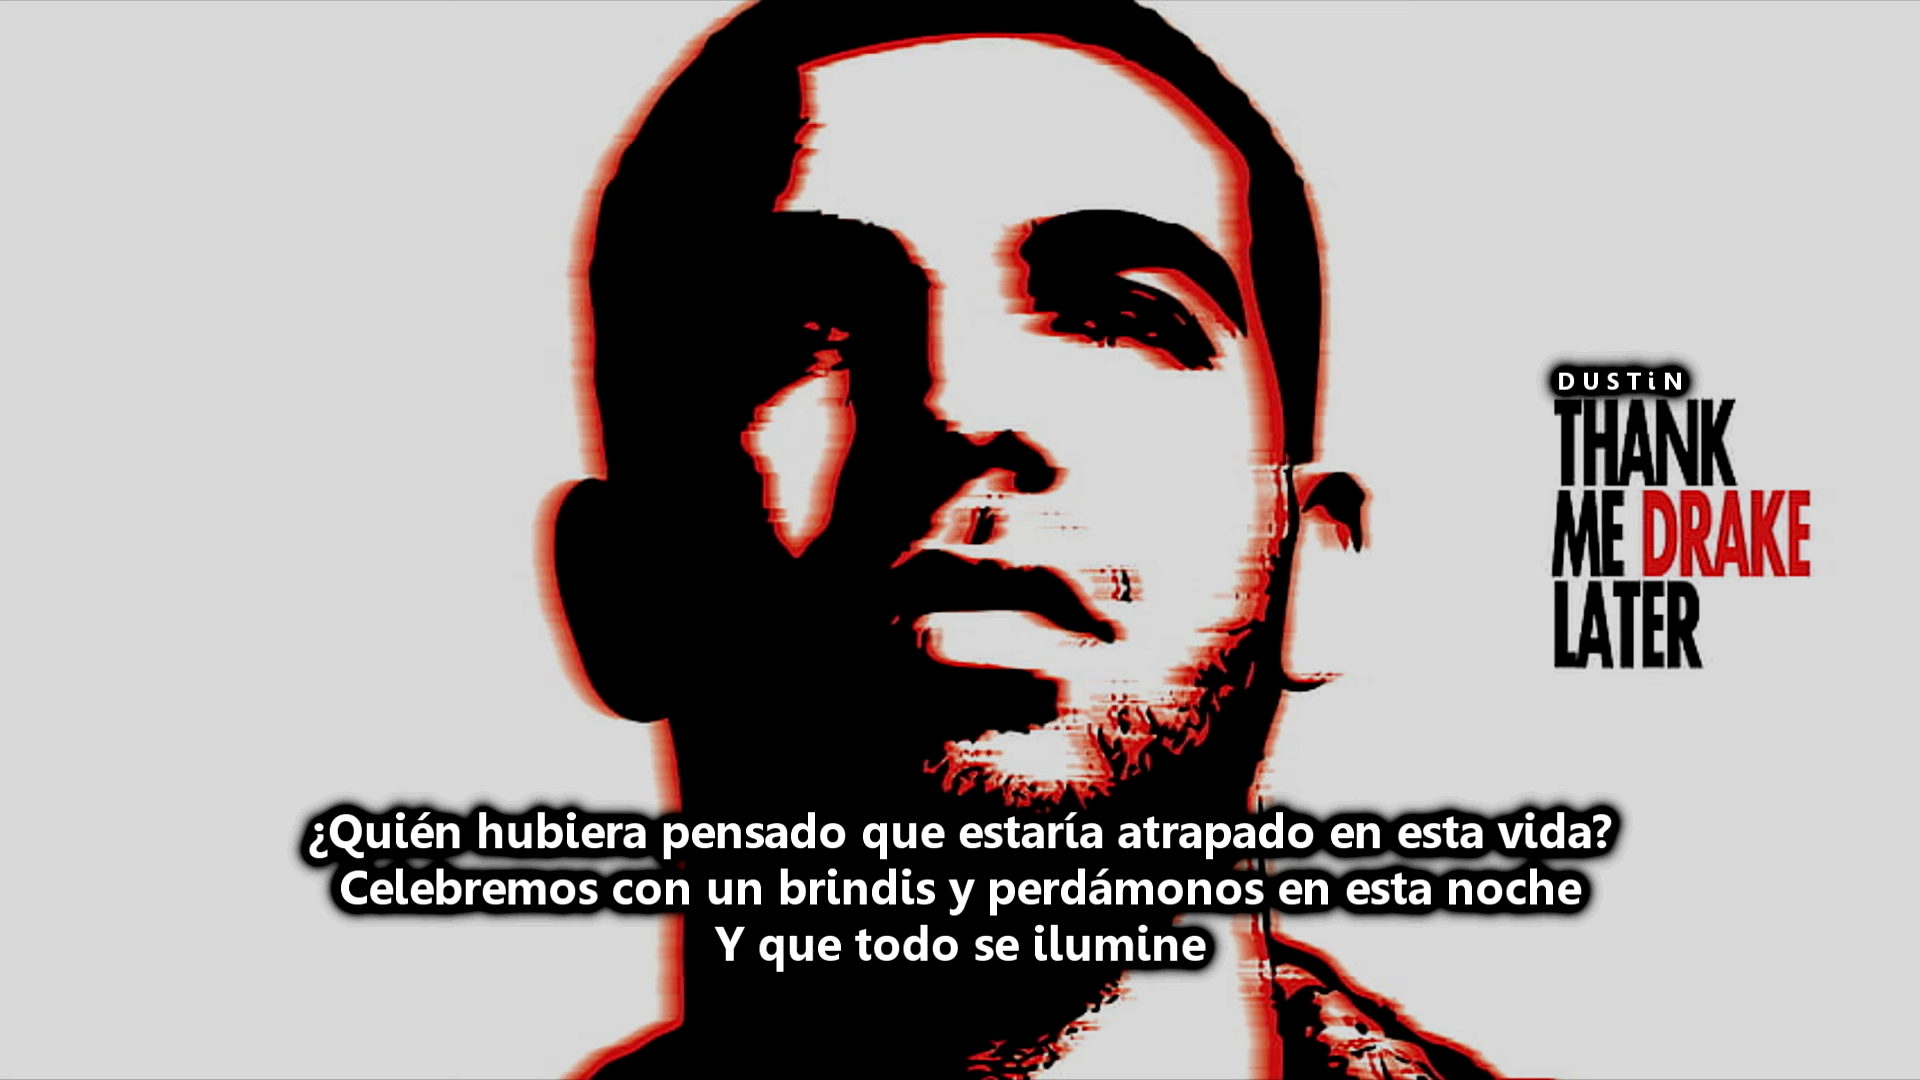 DUSTiN
THANK
ME DRAKE
LATER
¿Quién hubiera pensado que estaría atrapado en esta vida?
Celebremos con un brindis y perdámonos en esta noche
Y que todo se ilumine